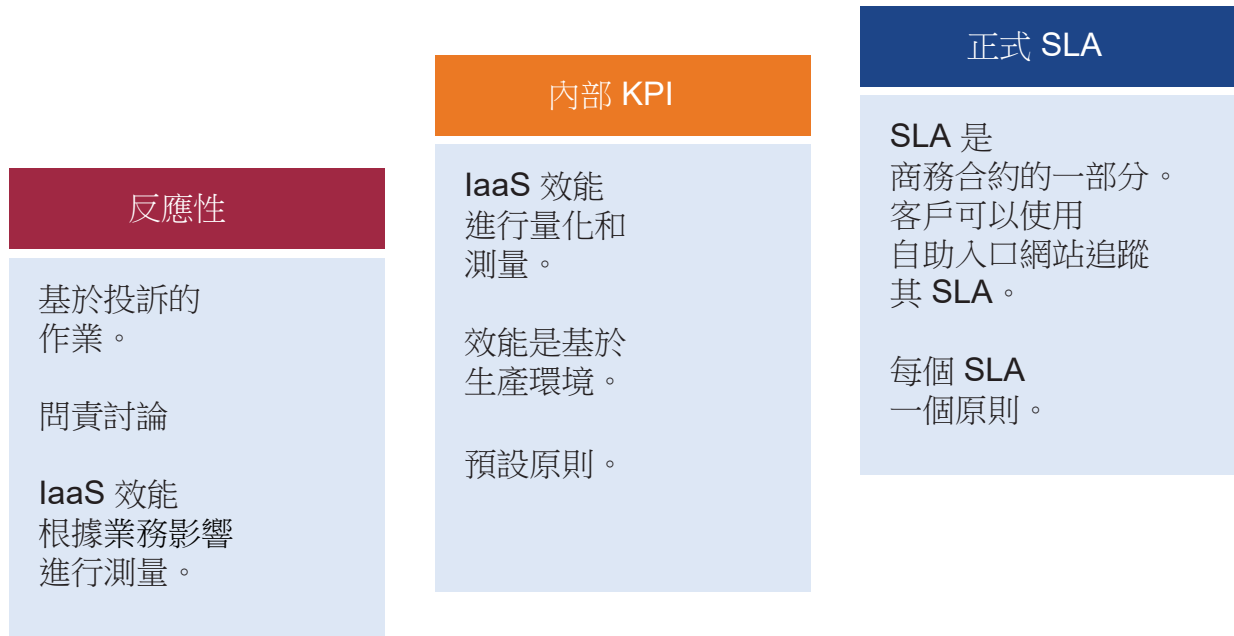 反應性
基於投訴的
作業。
問責討論
IaaS 效能
根據業務影響
進行測量。
內部 KPI
IaaS 效能
進行量化和
測量。
效能是基於
生產環境。
預設原則。
正式 SLA
SLA 是
商務合約的一部分。
客戶可以使用
自助入口網站追蹤
其 SLA。
每個 SLA
一個原則。